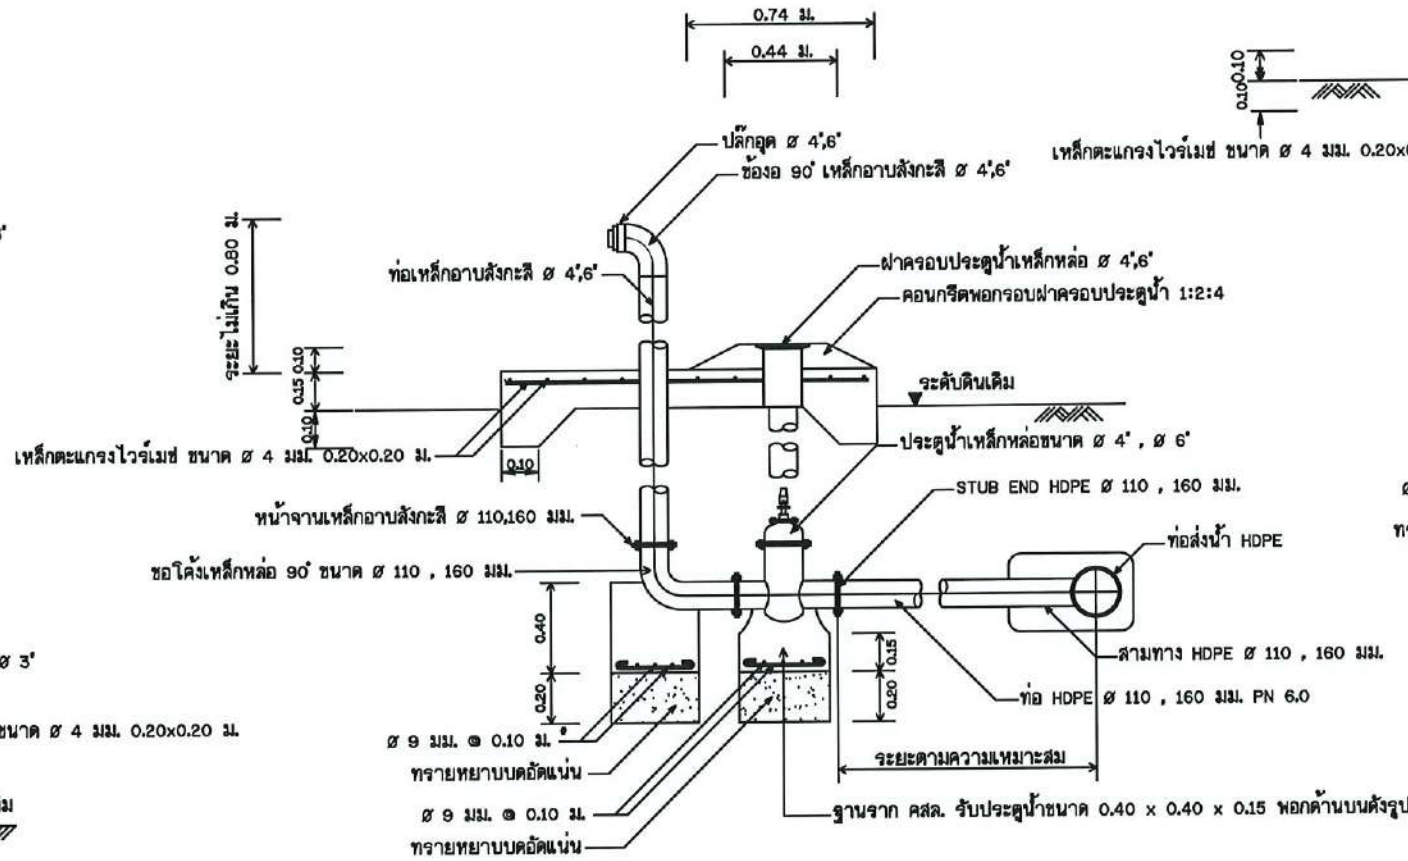 0.74 ม.
0.44 ม.
0.10
0.10
ปลั๊กอุด ø 4",6"
ข้องอ 90° เหล็กอาบสังกะสี ø 4",6"
เหล็กตะแกรงไวร์เมช ขนาด ø 4 มม. 0.20x
ระยะไม่เกิน 0.80 ม.
ท่อเหล็กอาบสังกะสี ø 4",6"
ฝาครอบประตูน้ำเหล็กหล่อ ø 4",6"
คอนกรีตพอกรอบฝาครอบประตูน้ำ 1:2:4
0.10
0.15
0.10
ระดับดินเดิม
เหล็กตะแกรงไวร์เมช ขนาด ø 4 มม. 0.20x0.20 ม.
0.10
ประตูน้ำเหล็กหล่อขนาด ø 4" , ø 6"
STUB END HDPE ø 110 , 160 มม.
หน้าจานเหล็กอาบสังกะสี ø 110,160 มม.
ท่อส่งน้ำ HDPE
ขอโค้งเหล็กหล่อ 90° ขนาด ø 110 , 160 มม.
0.40
0.20
0.15
0.20
ø 3"
สามทาง HDPE ø 110 , 160 มม.
ท่อ HDPE ø 110 , 160 มม. PN 6.0
ขนาด ø 4 มม. 0.20x0.20 ม.
ø 9 มม. @ 0.10 ม.
ระยะตามความเหมาะสม
ทรายหยาบบดอัดแน่น
ø 9 มม. @ 0.10 ม.
ฐานราก คสล. รับประตูน้ำขนาด 0.40 x 0.40 x 0.15 พอกด้านบนดังรูป
ทรายหยาบบดอัดแน่น